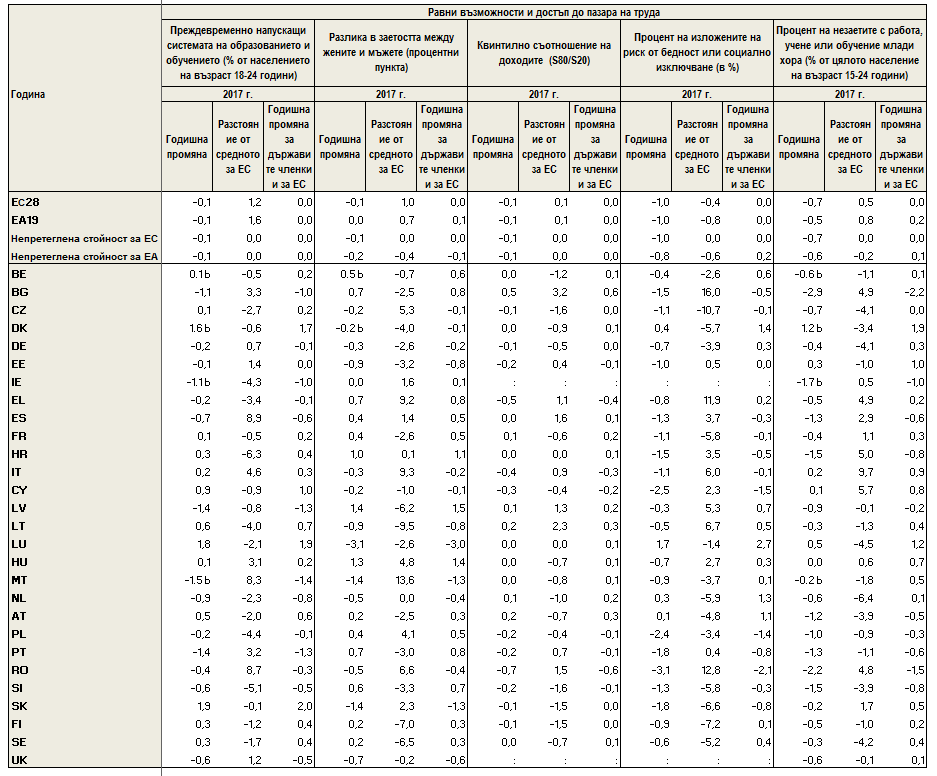 Равни възможности и достъп до пазара на труда
Преждевременно напускащи системата на образованието и обучението (% от населението на възраст 18-24 години)
Разлика в заетостта между жените и мъжете (процентни пункта)
Квинтилно съотношение на доходите (S80/S20)
Процент на изложените на риск от бедност или социално изключване (в %)
Процент на незаетите с работа, учене или обучение млади хора (% от цялото население на възраст 15-24 години)
Година 2017 г. 2017 г. 2017 г. 2017 г. 2017 г.
Годишна промяна Разстояние от средното за ЕС Годишна промяна за държавите членки и за ЕС Годишна промяна Разстояние от средното за ЕС Годишна промяна за държавите членки и за ЕС Годишна промяна Разстояние от средното за ЕС Годишна промяна за държавите членки и за ЕС Годишна промяна Разстояние от средното за ЕС Годишна промяна за държавите членки и за ЕС Годишна промяна Разстояние от средното за ЕС Годишна промяна за държавите членки и за ЕС
ЕС28 −0,1 1,2 0,0 −0,1 1,0 0,0 −0,1 0,1 0,0 −1,0 −0,4 0,0 −0,7 0,5 0,0
EA19 −0,1 1,6 0,0 0,0 0,7 0,1 −0,1 0,1 0,0 −1,0 −0,8 0,0 −0,5 0,8 0,2
Непретеглена стойност за ЕС −0,1 0,0 0,0 −0,1 0,0 0,0 −0,1 0,0 0,0 −1,0 0,0 0,0 −0,7 0,0 0,0
Непретеглена стойност за ЕА −0,1 0,0 0,0 −0,2 −0,4 −0,1 −0,1 0,0 0,0 −0,8 −0,6 0,2 −0,6 −0,2 0,1
BE 0.1 b −0,5 0,2 0.5 b −0,7 0,6 0,0 −1,2 0,1 −0,4 −2,6 0,6 −0.6 b −1,1 0,1
BG −1,1 3,3 −1,0 0,7 −2,5 0,8 0,5 3,2 0,6 −1,5 16,0 −0,5 −2,9 4,9 −2,2
CZ 0,1 −2,7 0,2 −0,2 5,3 −0,1 −0,1 −1,6 0,0 −1,1 −10,7 −0,1 −0,7 −4,1 0,0
DK 1.6 b −0,6 1,7 −0.2 b −4,0 −0,1 0,0 −0,9 0,1 0,4 −5,7 1,4 1.2 b −3,4 1,9
DE −0,2 0,7 −0,1 −0,3 −2,6 −0,2 −0,1 −0,5 0,0 −0,7 −3,9 0,3 −0,4 −4,1 0,3
EE −0,1 1,4 0,0 −0,9 −3,2 −0,8 −0,2 0,4 −0,1 −1,0 0,5 0,0 0,3 −1,0 1,0
IE −1.1 b −4,3 −1,0 0,0 1,6 0,1 : : : : : : −1.7 b 0,5 −1,0
EL −0,2 −3,4 −0,1 0,7 9,2 0,8 −0,5 1,1 −0,4 −0,8 11,9 0,2 −0,5 4,9 0,2
ES −0,7 8,9 −0,6 0,4 1,4 0,5 0,0 1,6 0,1 −1,3 3,7 −0,3 −1,3 2,9 −0,6
FR 0,1 −0,5 0,2 0,4 −2,6 0,5 0,1 −0,6 0,2 −1,1 −5,8 −0,1 −0,4 1,1 0,3
HR 0,3 −6,3 0,4 1,0 0,1 1,1 0,0 0,0 0,1 −1,5 3,5 −0,5 −1,5 5,0 −0,8
IT 0,2 4,6 0,3 −0,3 9,3 −0,2 −0,4 0,9 −0,3 −1,1 6,0 −0,1 0,2 9,7 0,9
CY 0,9 −0,9 1,0 −0,2 −1,0 −0,1 −0,3 −0,4 −0,2 −2,5 2,3 −1,5 0,1 5,7 0,8
LV −1,4 −0,8 −1,3 1,4 −6,2 1,5 0,1 1,3 0,2 −0,3 5,3 0,7 −0,9 −0,1 −0,2
LT 0,6 −4,0 0,7 −0,9 −9,5 −0,8 0,2 2,3 0,3 −0,5 6,7 0,5 −0,3 −1,3 0,4
LU 1,8 −2,1 1,9 −3,1 −2,6 −3,0 0,0 0,0 0,1 1,7 −1,4 2,7 0,5 −4,5 1,2
HU 0,1 3,1 0,2 1,3 4,8 1,4 0,0 −0,7 0,1 −0,7 2,7 0,3 0,0 0,6 0,7
MT −1.5 b 8,3 −1,4 −1,4 13,6 −1,3 0,0 −0,8 0,1 −0,9 −3,7 0,1 −0.2 b −1,8 0,5
NL −0,9 −2,3 −0,8 −0,5 0,0 −0,4 0,1 −1,0 0,2 0,3 −5,9 1,3 −0,6 −6,4 0,1
AT 0,5 −2,0 0,6 0,2 −2,5 0,3 0,2 −0,7 0,3 0,1 −4,8 1,1 −1,2 −3,9 −0,5
PL −0,2 −4,4 −0,1 0,4 4,1 0,5 −0,2 −0,4 −0,1 −2,4 −3,4 −1,4 −1,0 −0,9 −0,3
PT −1,4 3,2 −1,3 0,7 −3,0 0,8 −0,2 0,7 −0,1 −1,8 0,4 −0,8 −1,3 −1,1 −0,6
RO −0,4 8,7 −0,3 −0,5 6,6 −0,4 −0,7 1,5 −0,6 −3,1 12,8 −2,1 −2,2 4,8 −1,5
SI −0,6 −5,1 −0,5 0,6 −3,3 0,7 −0,2 −1,6 −0,1 −1,3 −5,8 −0,3 −1,5 −3,9 −0,8
SK 1,9 −0,1 2,0 −1,4 2,3 −1,3 −0,1 −1,5 0,0 −1,8 −6,6 −0,8 −0,2 1,7 0,5
FI 0,3 −1,2 0,4 0,2 −7,0 0,3 −0,1 −1,5 0,0 −0,9 −7,2 0,1 −0,5 −1,0 0,2
SE 0,3 −1,7 0,4 0,2 −6,5 0,3 0,0 −0,7 0,1 −0,6 −5,2 0,4 −0,3 −4,2 0,4
UK −0,6 1,2 −0,5 −0,7 −0,2 −0,6 : : : : : : −0,6 −0,1 0,1